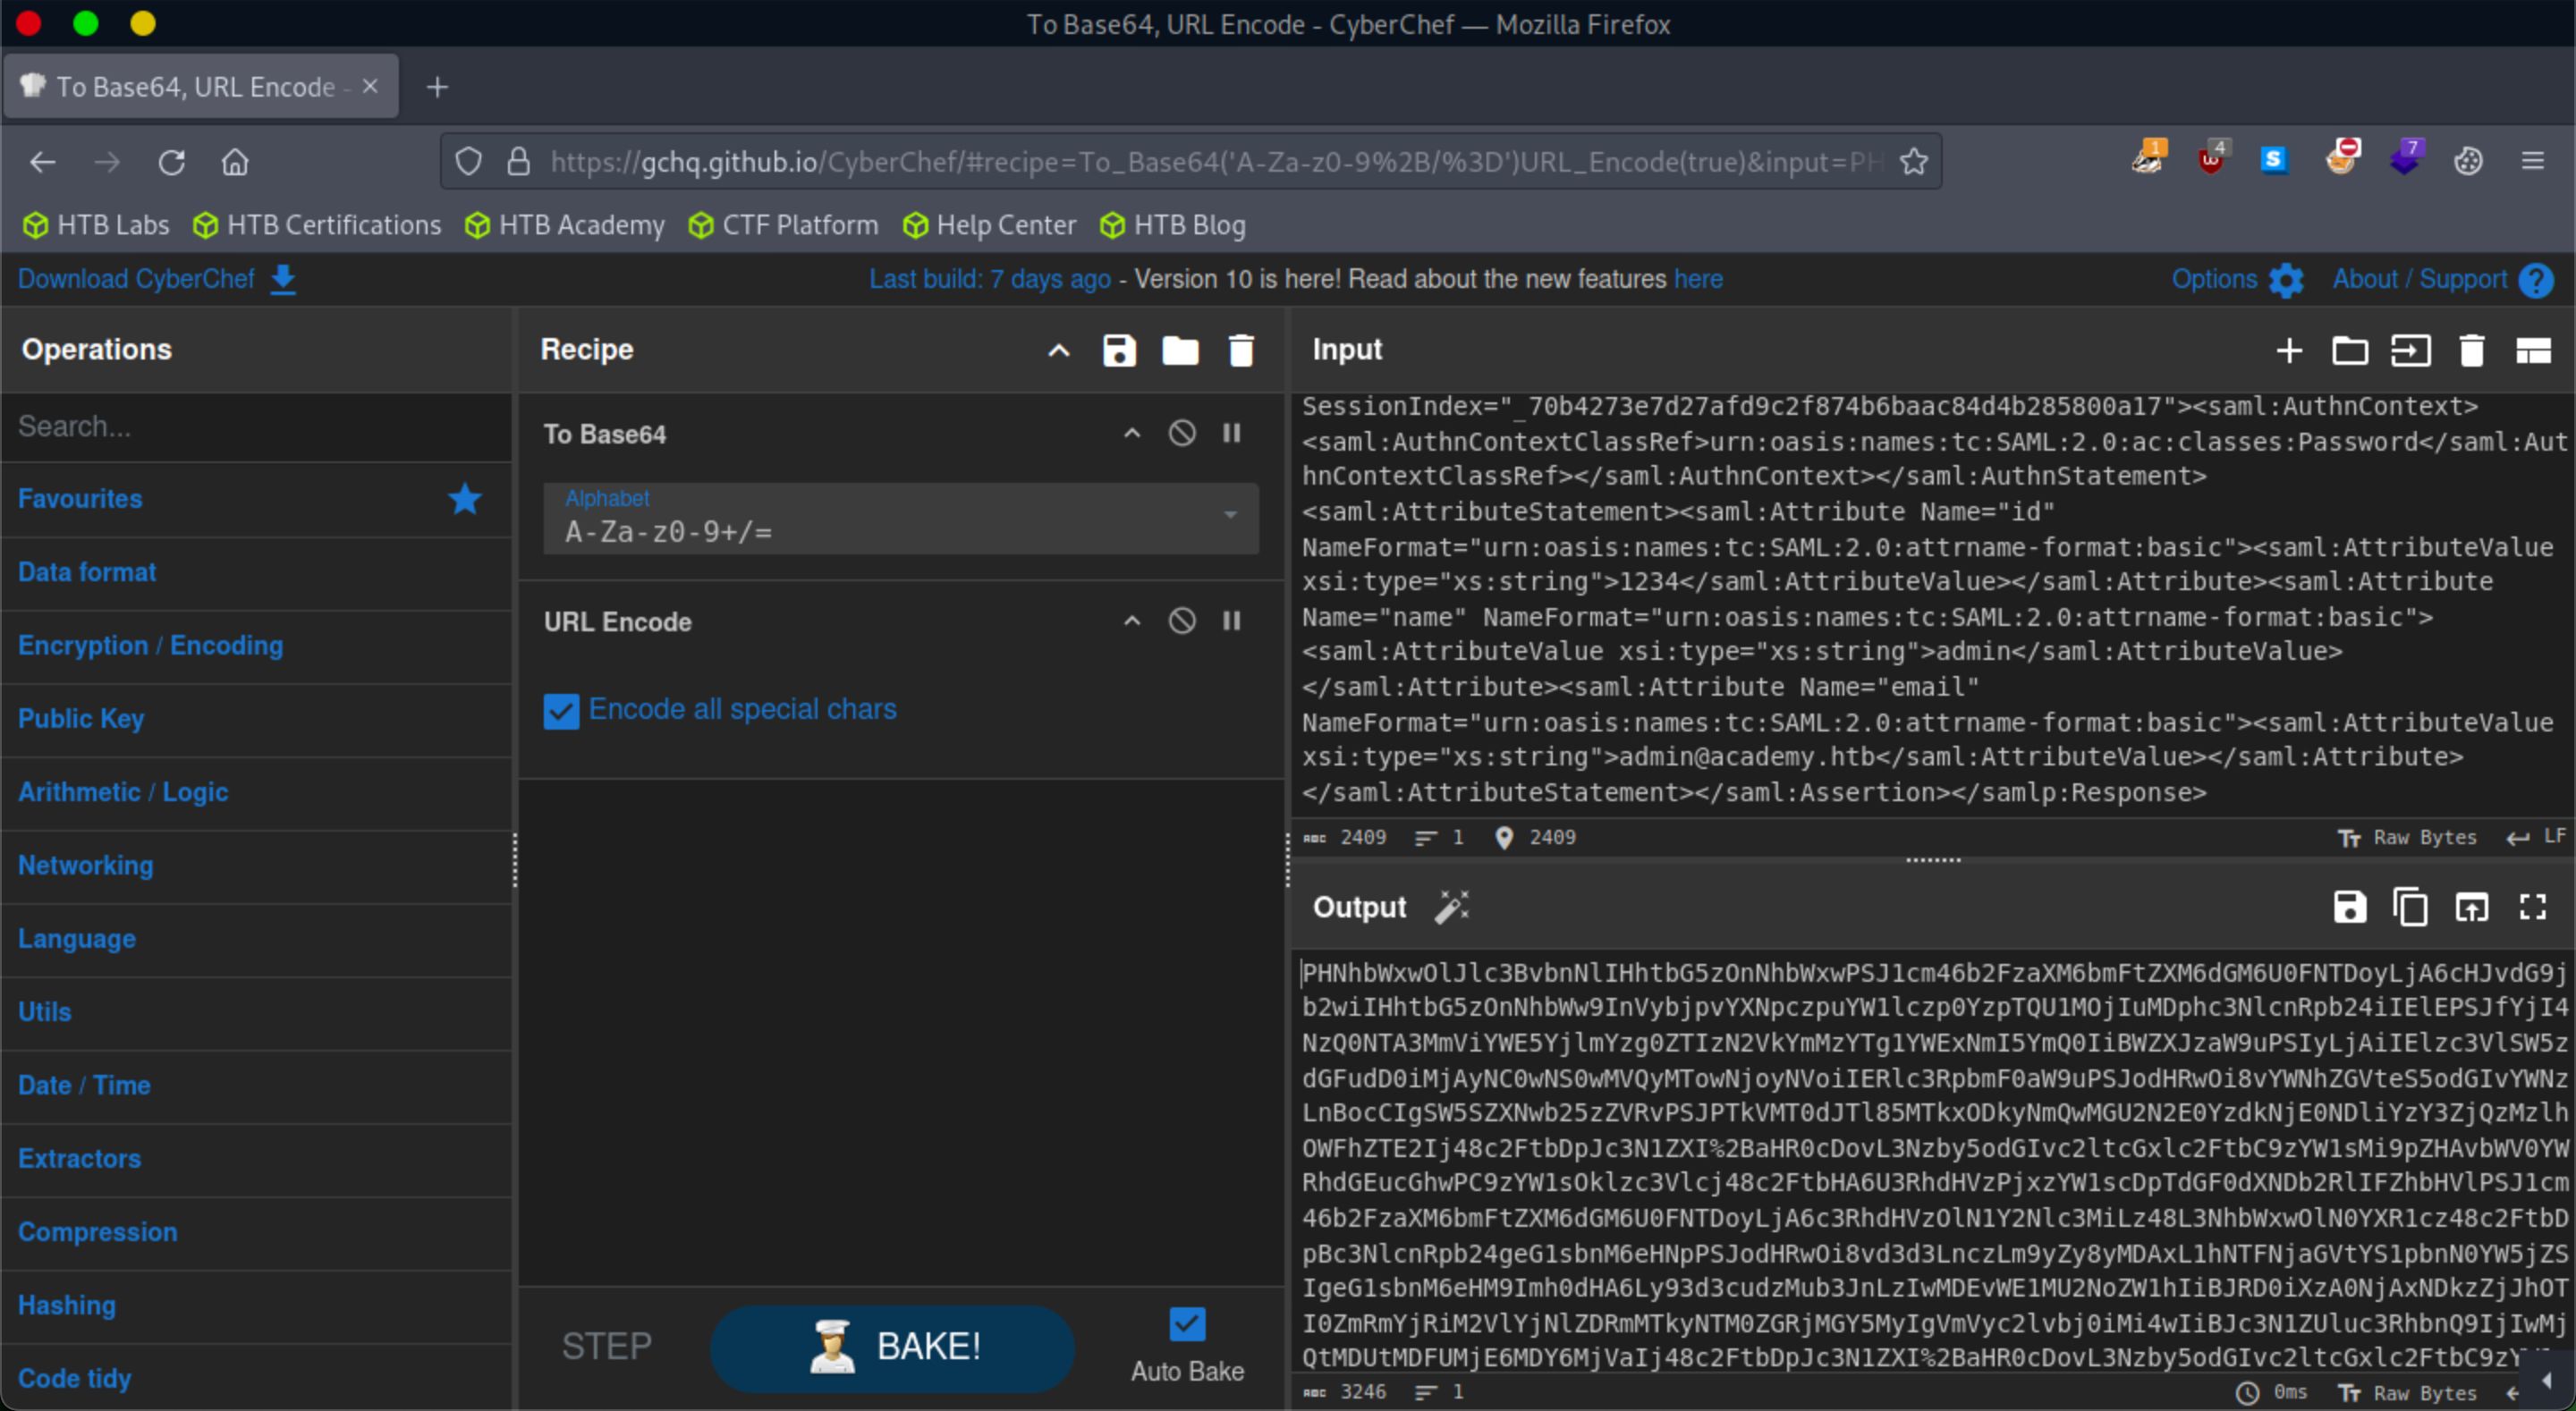 To Base64, URL Encode - CyberChef — Mozilla Firefox
To Base64, URL Encode -
https://gchq.github.io/CyberChef/#recipe=To_Base64('A-Za-z0-9%2B/%3D')URL_Encode(true)&input=PH
1
4
S
7
HTB Labs
HTB Certifications
HTB Academy
CTF Platform
Help Center
HTB Blog
Download CyberChef
Last build: 7 days ago - Version 10 is here! Read about the new features here
Options
About / Support
Operations
Search...
Favourites
Data format
Encryption / Encoding
Public Key
Arithmetic / Logic
Networking
Language
Utils
Date / Time
Extractors
Compression
Hashing
Code tidy
Recipe
To Base64
Alphabet
A-Za-z0-9+/=
URL Encode
Encode all special chars
STEP
BAKE!
Auto Bake
Input
SessionIndex="_70b4273e7d27afd9c2f874b6baac84d4b285800a17"><saml:AuthnContext>
<saml:AuthnContextClassRef>urn:oasis:names:tc:SAML:2.0:ac:classes:Password</saml:Aut
hnContextClassRef></saml:AuthnContext></saml:AuthnStatement>
<saml:AttributeStatement><saml:Attribute Name="id"
NameFormat="urn:oasis:names:tc:SAML:2.0:attrname-format:basic"><saml:AttributeValue
xsi:type="xs:string">1234</saml:AttributeValue></saml:Attribute><saml:Attribute
Name="name" NameFormat="urn:oasis:names:tc:SAML:2.0:attrname-format:basic">
<saml:AttributeValue xsi:type="xs:string">admin</saml:AttributeValue>
</saml:Attribute><saml:Attribute Name="email"
NameFormat="urn:oasis:names:tc:SAML:2.0:attrname-format:basic"><saml:AttributeValue
xsi:type="xs:string">admin@academy.htb</saml:AttributeValue></saml:Attribute>
</saml:AttributeStatement></saml:Assertion></samlp:Response>
ABC 2409 1 2409
Raw Bytes LF
Output
PHNhbWxwOlJlc3BvbnNlIHhtbG5zOnNhbWxwPSJ1cm46b2FzaXM6bmFtZXM6dGM6U0FNTDoyLjA6cHJvdG9j
b2wiIHhtbG5zOnNhbWw9InVybjpvYXNpczpuYW1lczp0YzpTQU1MOjIuMDphc3NlcnRpb24iIElEPSJfYjI4
NzQ0NTA3MmViYWE5YjlmYzg0ZTIzN2VkYmMzYTg1YWExNmI5YmQ0IiBWZXJzaW9uPSIyLjAiIElzc3VlSW5z
dGFudD0iMjAyNC0wNS0wMVQyMTowNjoyNVoiIERlc3RpbmF0aW9uPSJodHRwOi8vYWNhZGVteS5odGIvYWNz
LnBocCIgSW5SZXNwb25zZVRvPSJPTkVMT0dJTl85MTkxODkyNmQwMGU2N2E0YzdkNjE0NDliYzY3ZjQzMzlh
OWFhZTE2Ij48c2FtbDpJc3N1ZXI%2BaHR0cDovL3Nzby5odGIvc2ltcGxlc2FtbC9zYW1sMi9pZHAvbWV0YW
RhdGEucGhwPC9zYW1sOklzc3Vlcj48c2FtbHA6U3RhdHVzPjxzYW1scDpTdGF0dXNDb2RlIFZhbHVlPSJ1cm
46b2FzaXM6bmFtZXM6dGM6U0FNTDoyLjA6c3RhdHVzOlN1Y2Nlc3MiLz48L3NhbWxwOlN0YXR1cz48c2FtbD
pBc3NlcnRpb24geG1sbnM6eHNpPSJodHRwOi8vd3d3LnczLm9yZy8yMDAxL1hNTFNjaGVtYS1pbnN0YW5jZS
IgeG1sbnM6eHM9Imh0dHA6Ly93d3cudzMub3JnLzIwMDEvWE1MU2NoZW1hIiBJRD0iXzA0NjAxNDkzZjJhOT
I0ZmRmYjRiM2VlYjNlZDRmMTkyNTM0ZGRjMGY5MyIgVmVyc2lvbj0iMi4wIiBJc3N1ZUluc3RhbnQ9IjIwMj
QtMDUtMDFUMjE6MDY6MjVaIj48c2FtbDpJc3N1ZXI%2BaHR0cDovL3Nzby5odGIvc2ltcGxlc2FtbC9zY
ABC 3246 1
0ms Raw Bytes